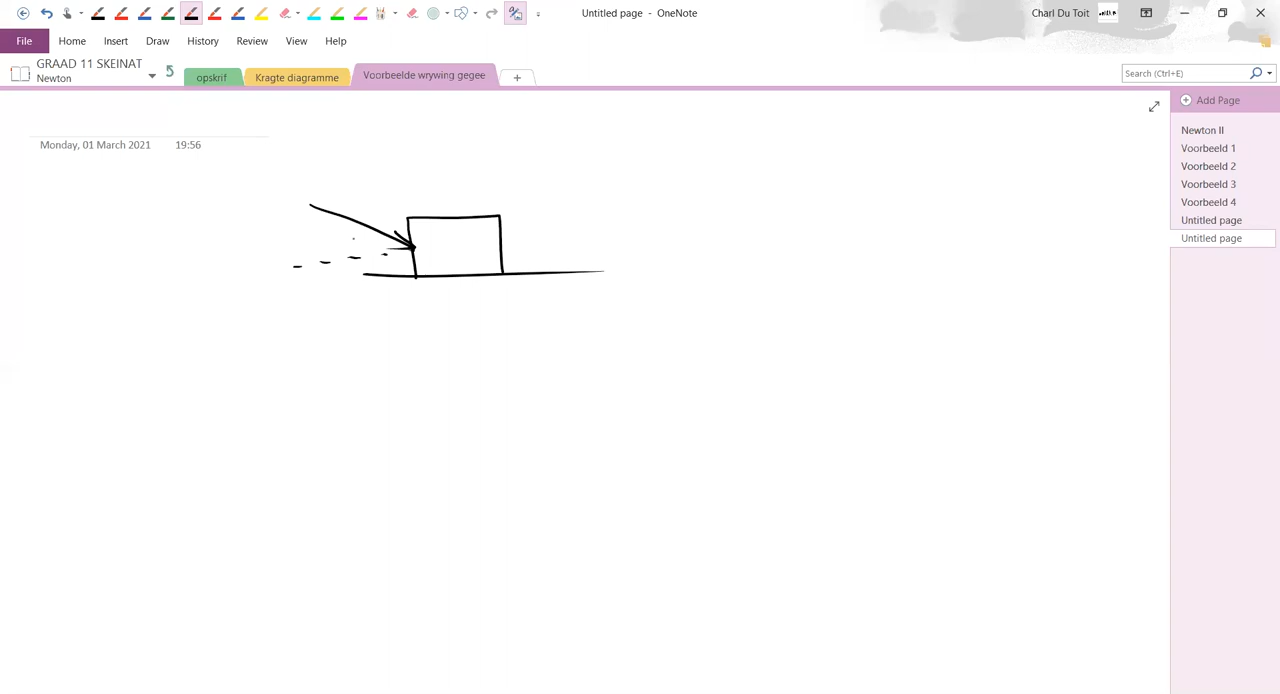 Untitled page - OneNote
Charl Du Toit
File Home Insert Draw History Review View Help
GRAAD 11 SKEINAT
Newton
opskrif
Kragte diagramme
Voorbeelde wrywing gegee
Search (Ctrl+E)
Add Page
Monday, 01 March 2021 19:56
Newton II
Voorbeeld 1
Voorbeeld 2
Voorbeeld 3
Voorbeeld 4
Untitled page
Untitled page